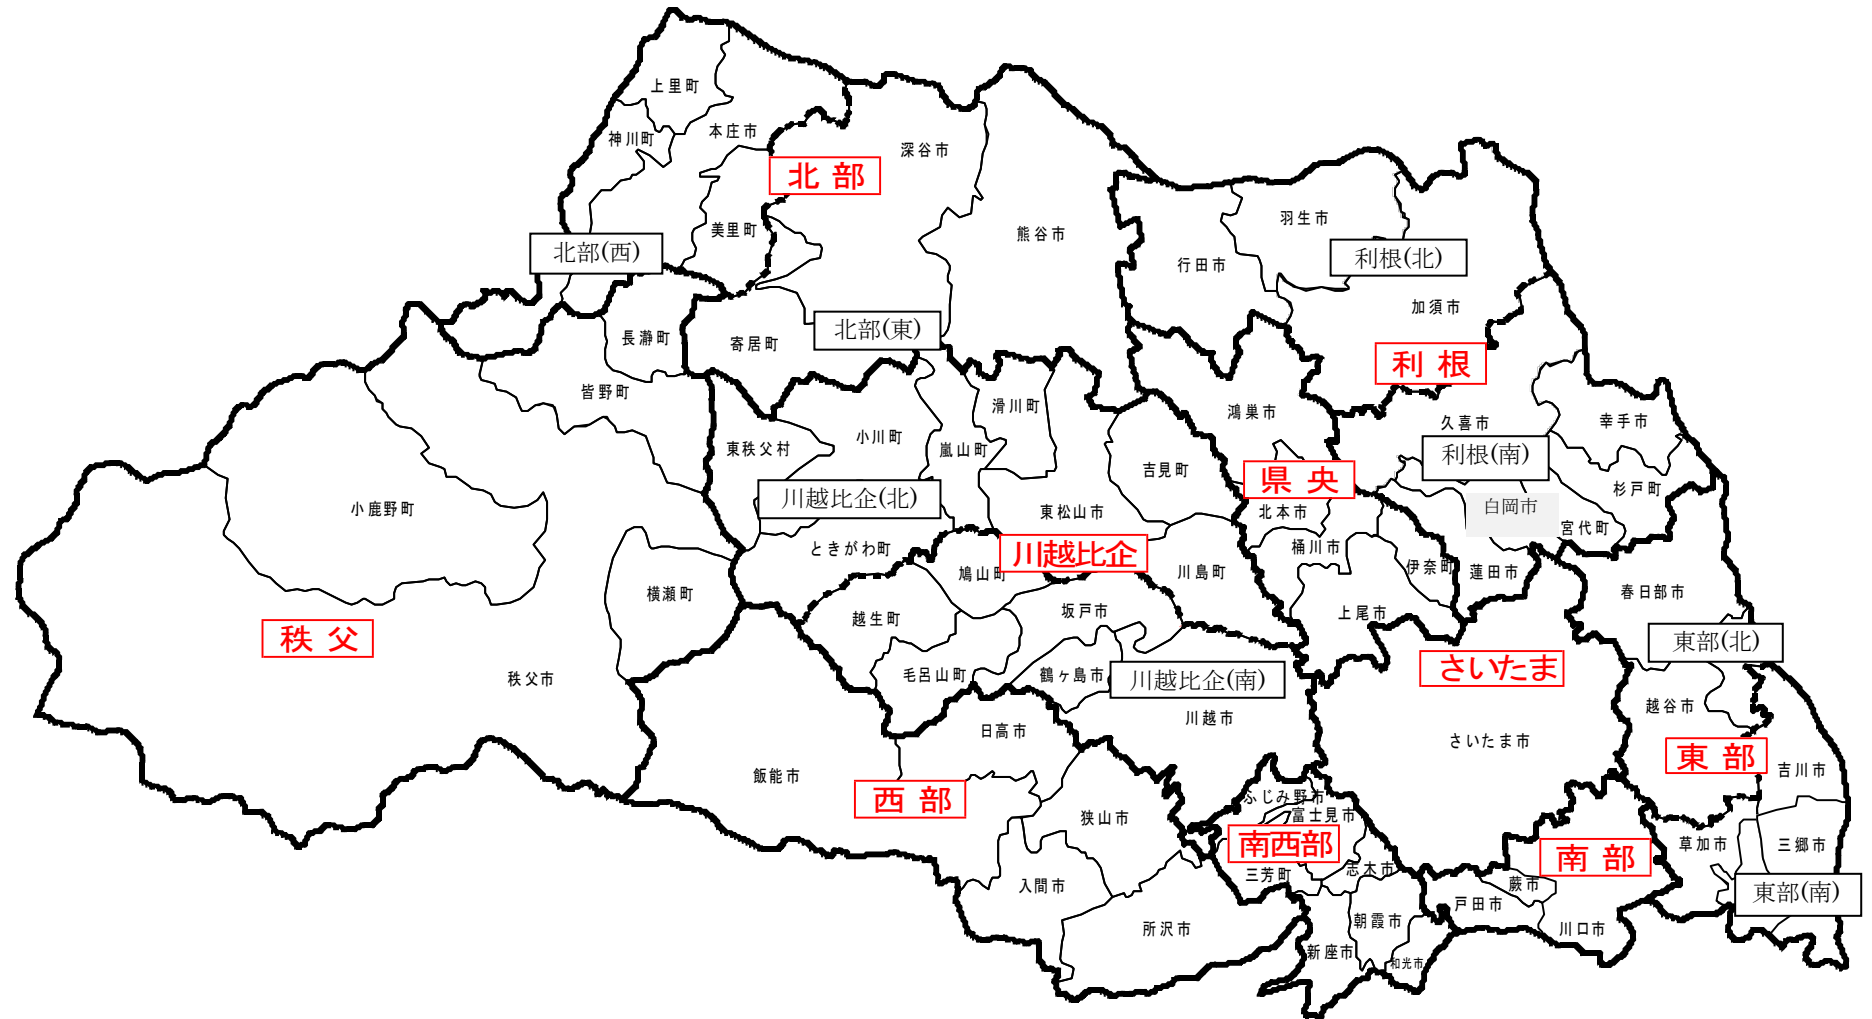 上里町
神川町
本庄市
深谷市
北部
美里町
熊谷市
羽生市
行田市
北部(西)
利根(北)
加須市
長瀞町
寄居町
北部(東)
利根
皆野町
滑川町
鴻巣市
久喜市
幸手市
東秩父村
小川町
嵐山町
吉見町
利根(南)
県央
杉戸町
小鹿野町
川越比企(北)
東松山市
北本市
白岡市
宮代町
ときがわ町
川越比企
桶川市
鳩山町
川島町
伊奈町
蓮田市
横瀬町
春日部市
越生町
坂戸市
上尾市
秩父
東部(北)
さいたま
秩父市
毛呂山町
鶴ヶ島市
川越比企(南)
越谷市
川越市
日高市
さいたま市
東部
飯能市
吉川市
西部
ふじみ野市
富士見市
狭山市
南西部
南部
草加市
三郷市
三芳町
志木市
入間市
蕨市
東部(南)
戸田市
所沢市
朝霞市
川口市
新座市
和光市